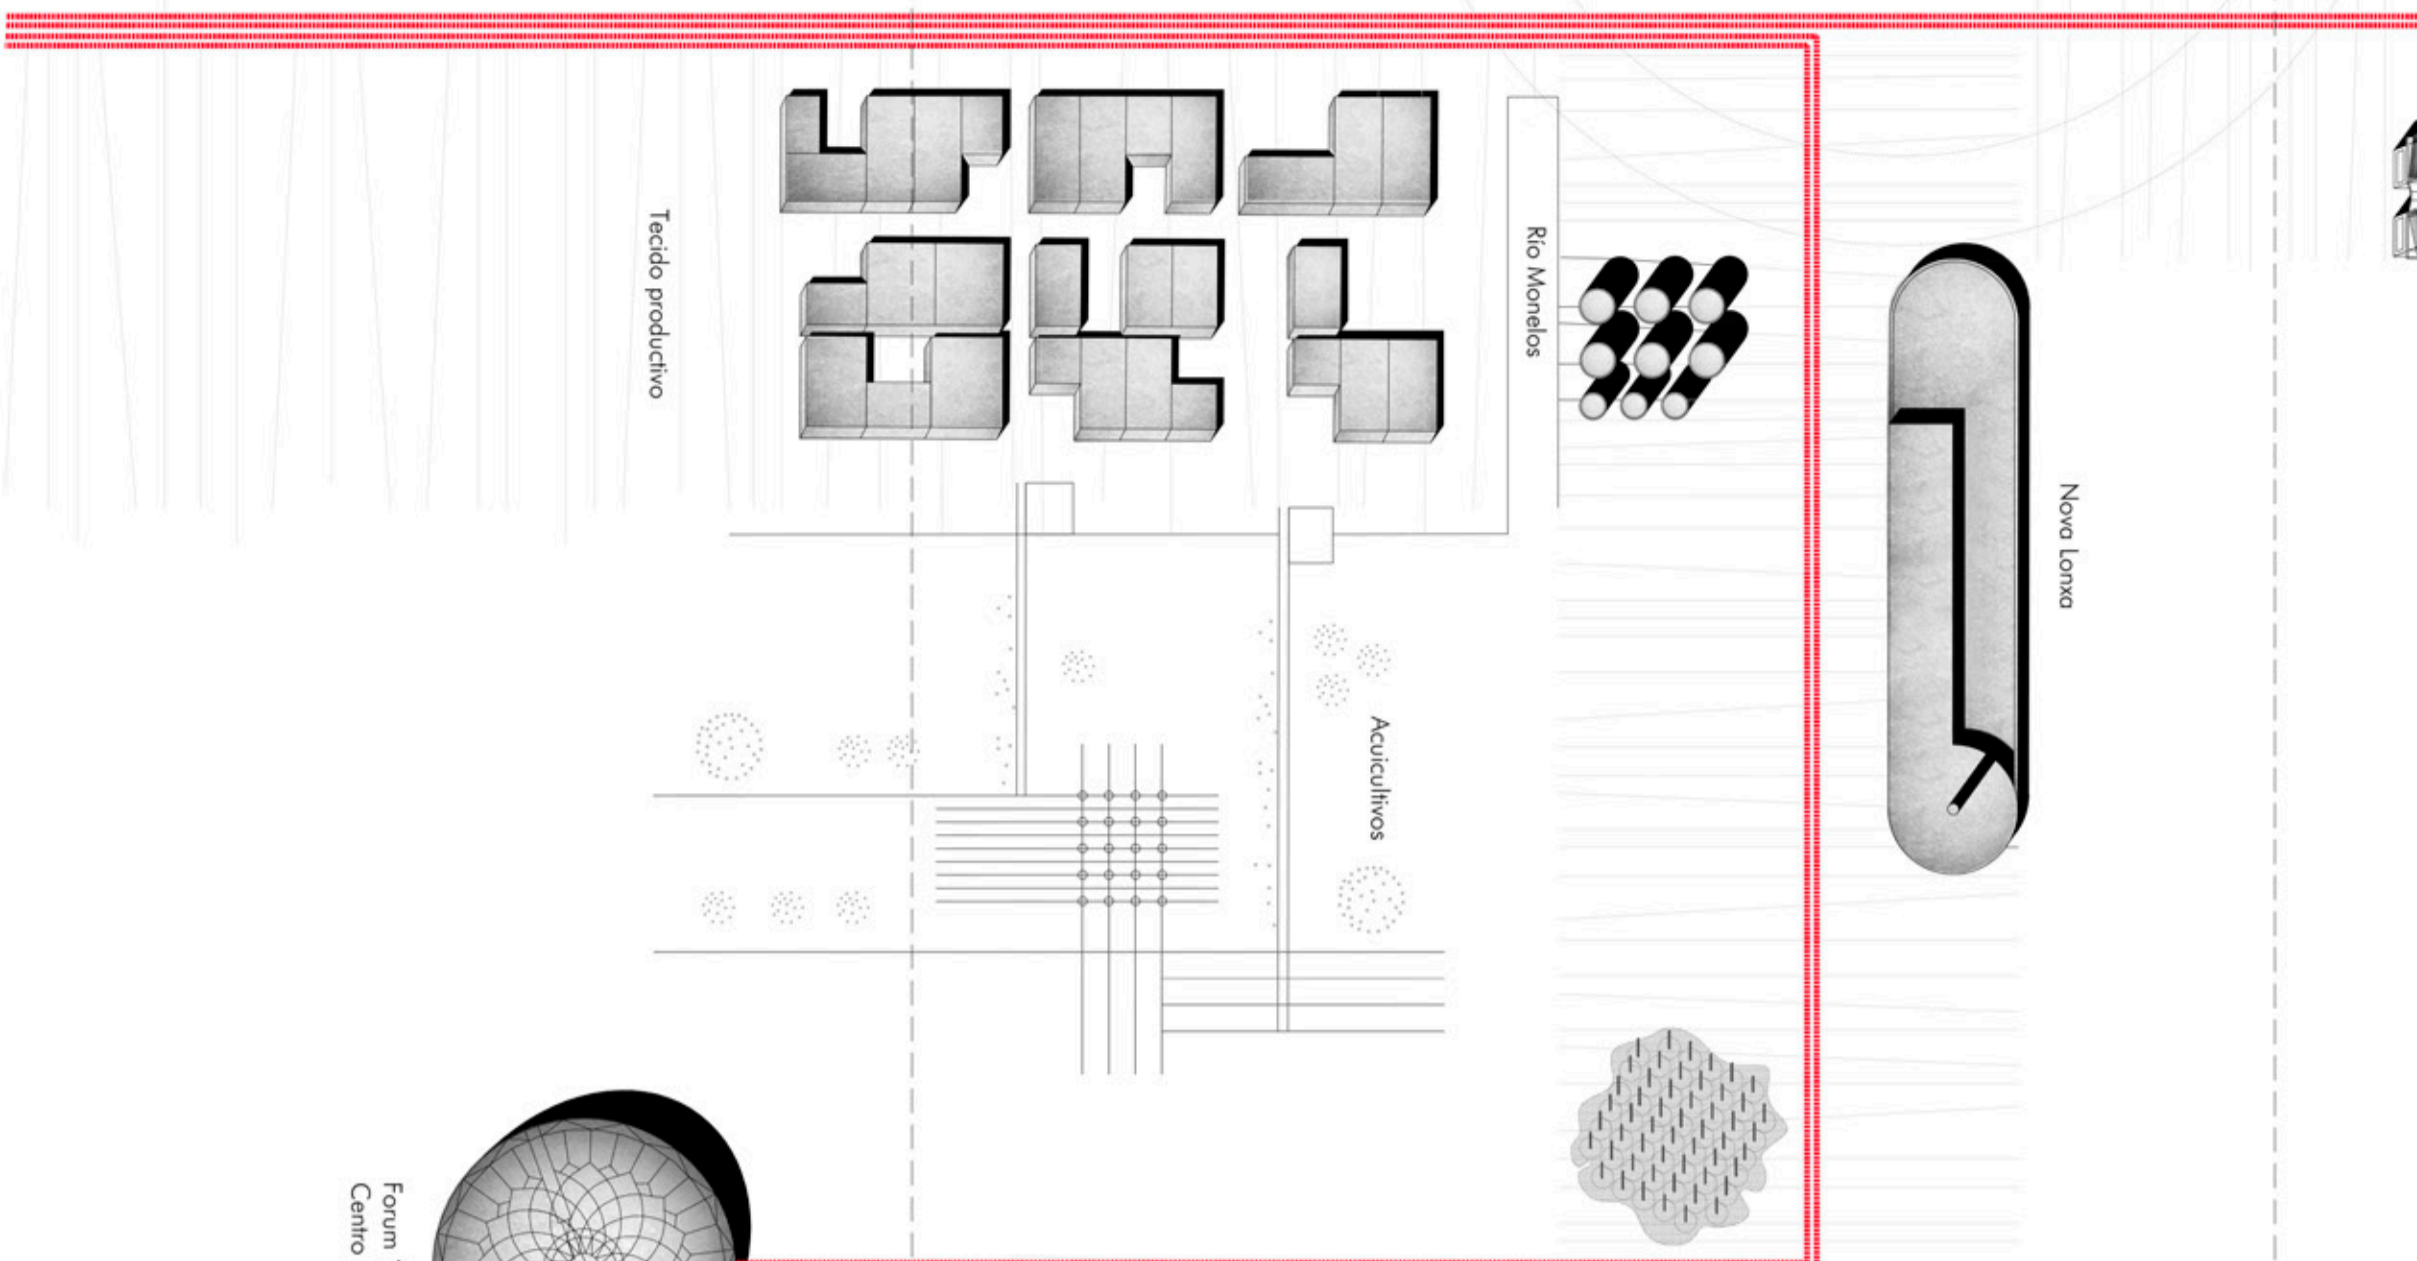 Tecido productivo
Río Monelos
Nova Lonxa
Acuicultivos
Forum
Centro